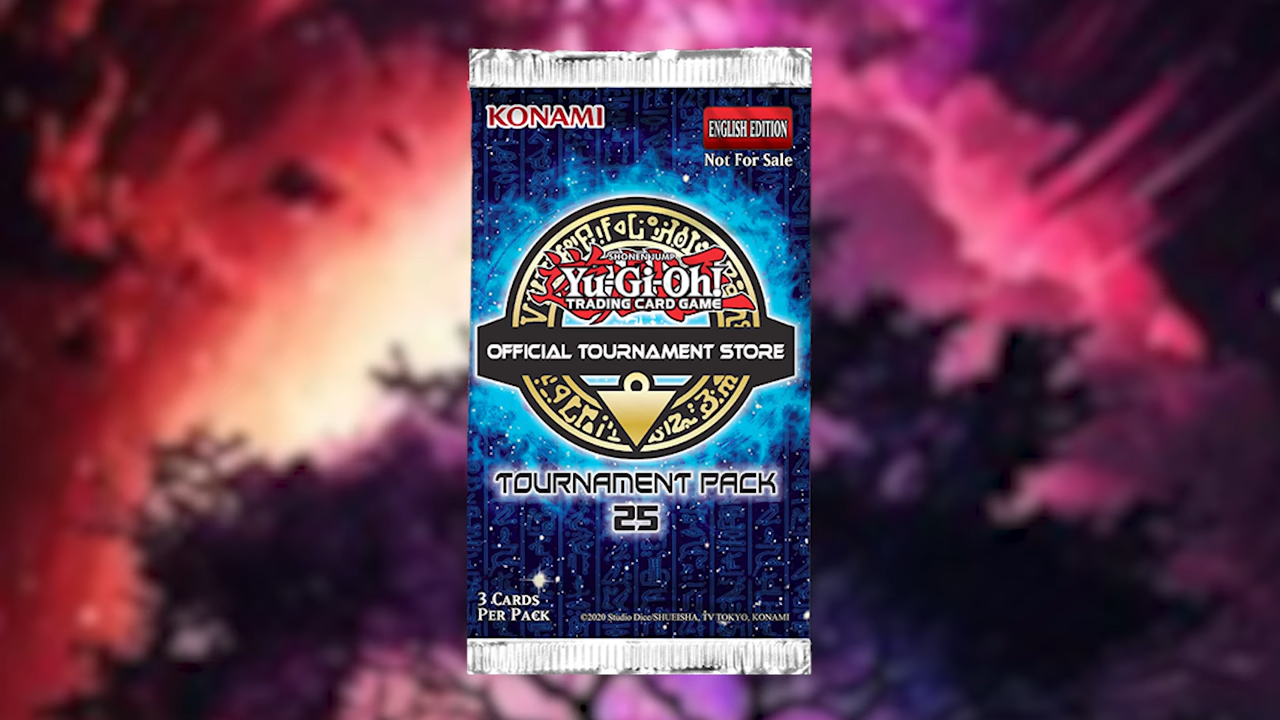 KONAMI
ENGLISH EDITION
Not For Sale
SHONEN JUMP
Yu-Gi-Oh!
TRADING CARD GAME
OFFICIAL TOURNAMENT STORE
TOURNAMENT PACK
25
3 CARDS
PER PACK
©2020 Studio Dice/SHUEISHA, TV TOKYO, KONAMI